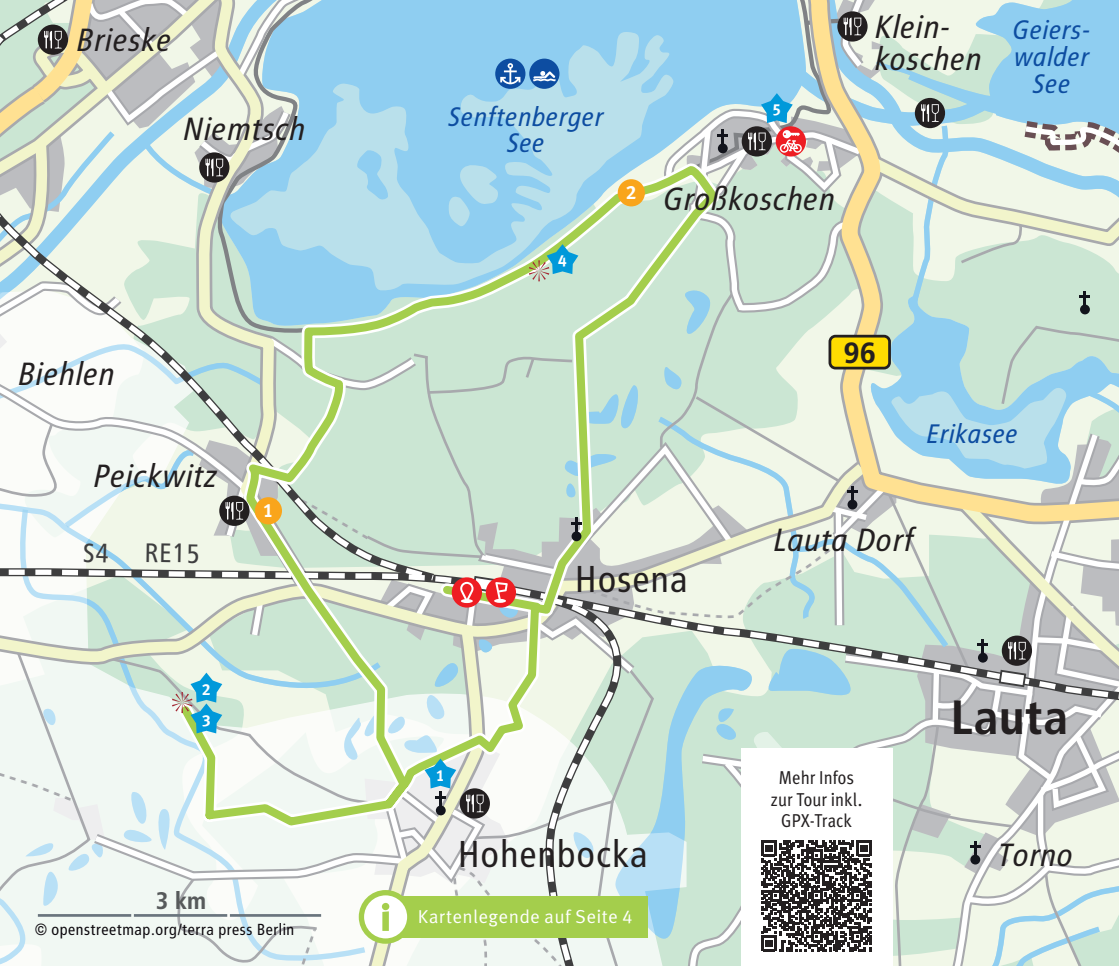 Brieske
Klein-
koschen
Geiers-
walder
See
Niemtsch
Senftenberger
See
5
2
Großkoschen
4
96
Biehlen
Erikasee
Peickwitz
1
S4 RE15
Lauta Dorf
Hosena
2
3
Lauta
1
Mehr Infos
zur Tour inkl.
GPX-Track
Hohenbocka
Torno
3 km
i
Kartenlegende auf Seite 4
© openstreetmap.org/terra press Berlin